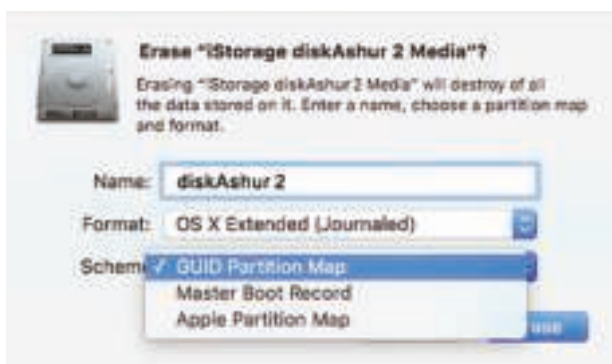 Erase "iStorage diskAshur 2 Media"?
Erasing "iStorage diskAshur 2 Media" will destroy of all
the data stored on it. Enter a name, choose a partition map
and format.
Name: diskAshur 2
Format: OS X Extended (Journaled)
Schem ✓ GUID Partition Map
Master Boot Record
Apple Partition Map